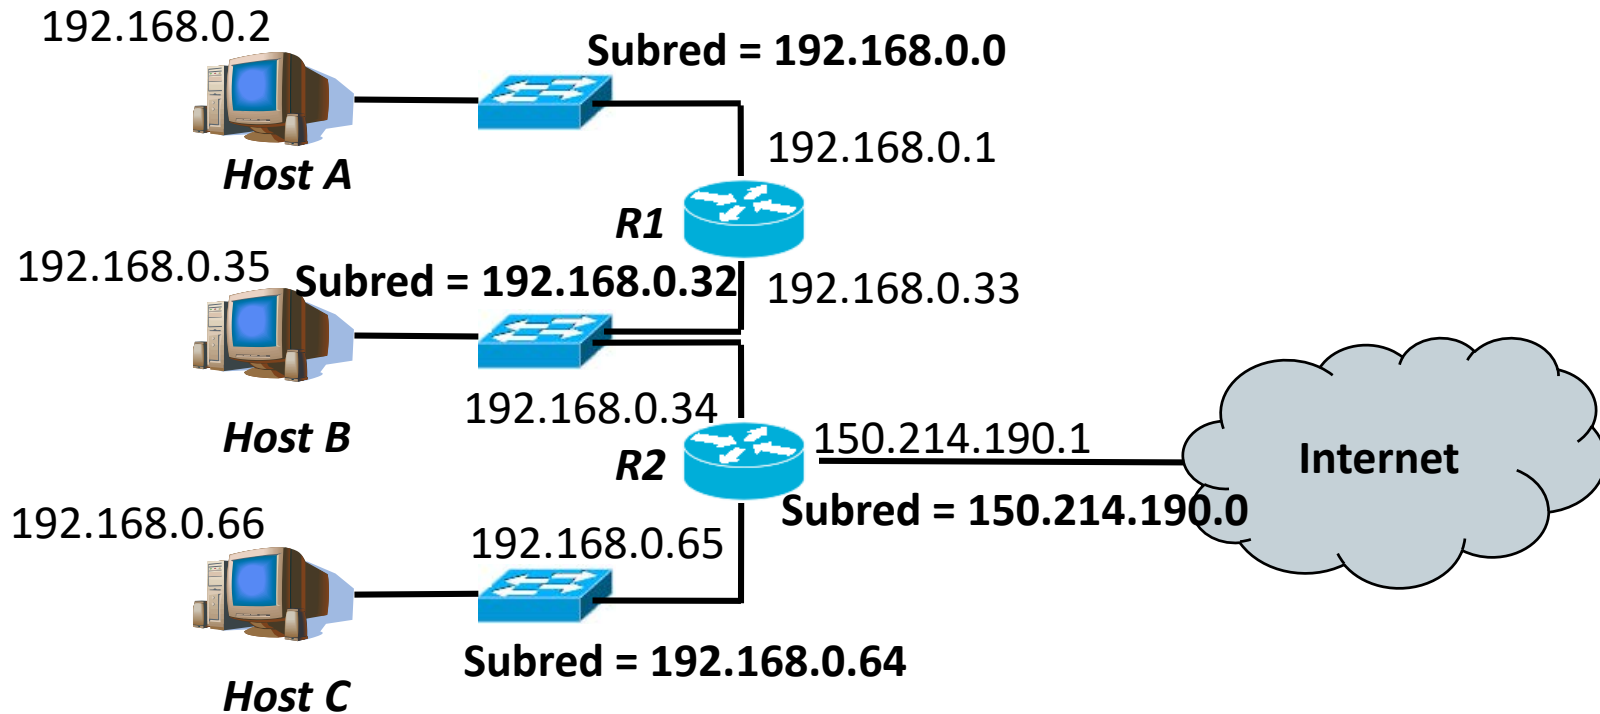 192.168.0.2
Subred = 192.168.0.0
192.168.0.1
Host A
R1
192.168.0.35
Subred = 192.168.0.32
192.168.0.33
192.168.0.34
Host B
R2
150.214.190.1
Internet
Subred = 150.214.190.0
192.168.0.66
192.168.0.65
Subred = 192.168.0.64
Host C